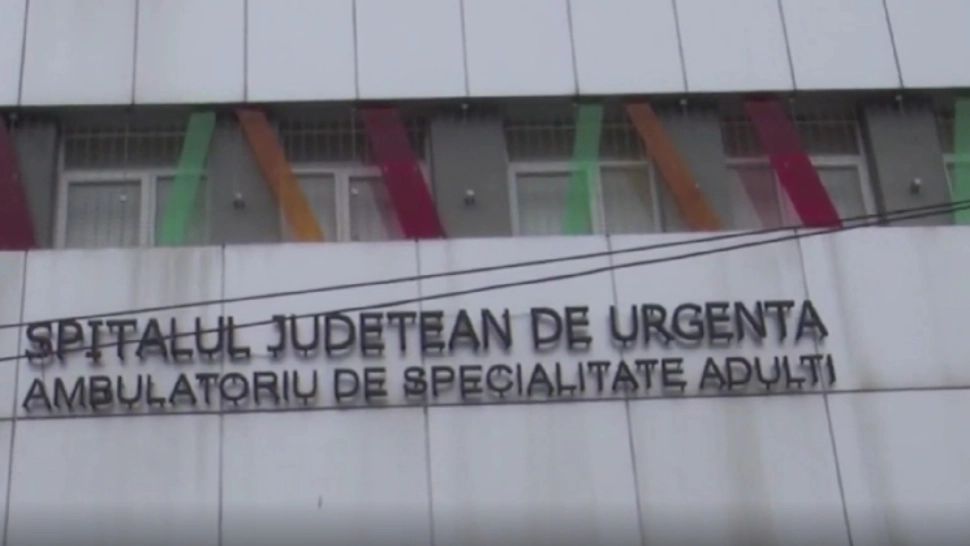 SPITALUL JUDETEAN DE URGENTA
AMBULATORIU DE SPECIALITATE ADULTI